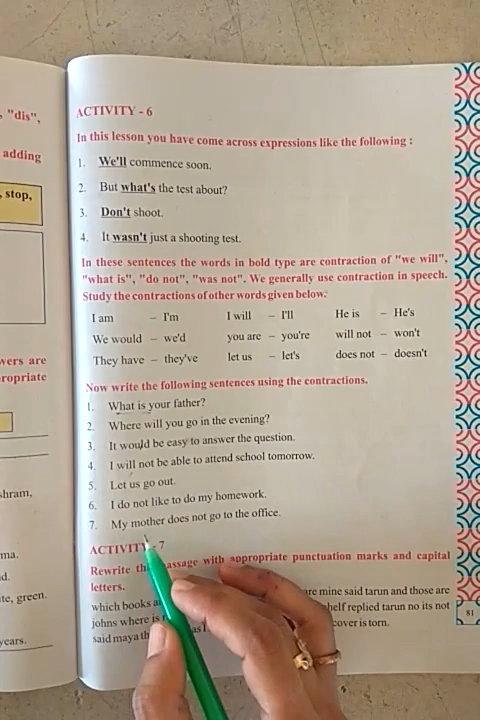 , "dis",
adding
, stop,
wers are
ropriate
shram,
ma.
d.
te, green.
years.
ACTIVITY - 6
In this lesson you have come across expressions like the following :
1. We'll commence soon.
2. But what's the test about?
3. Don't shoot.
4. It wasn't just a shooting test.
In these sentences the words in bold type are contraction of "we will",
"what is", "do not", "was not". We generally use contraction in speech.
Study the contractions of other words given below:
I am – I'm I will – I'll He is – He's
We would – we'd you are – you're will not – won't
They have – they've let us – let's does not – doesn't
Now write the following sentences using the contractions.
1. What is your father?
2. Where will you go in the evening?
3. It would be easy to answer the question.
4. I will not be able to attend school tomorrow.
5. Let us go out.
6. I do not like to do my homework.
7. My mother does not go to the office.
ACTIVITY - 7
Rewrite th assage with appropriate punctuation marks and capital
letters.
which books a are mine said tarun and those are
johns where is helf replied tarun no its not
said maya th as cover is torn.
81